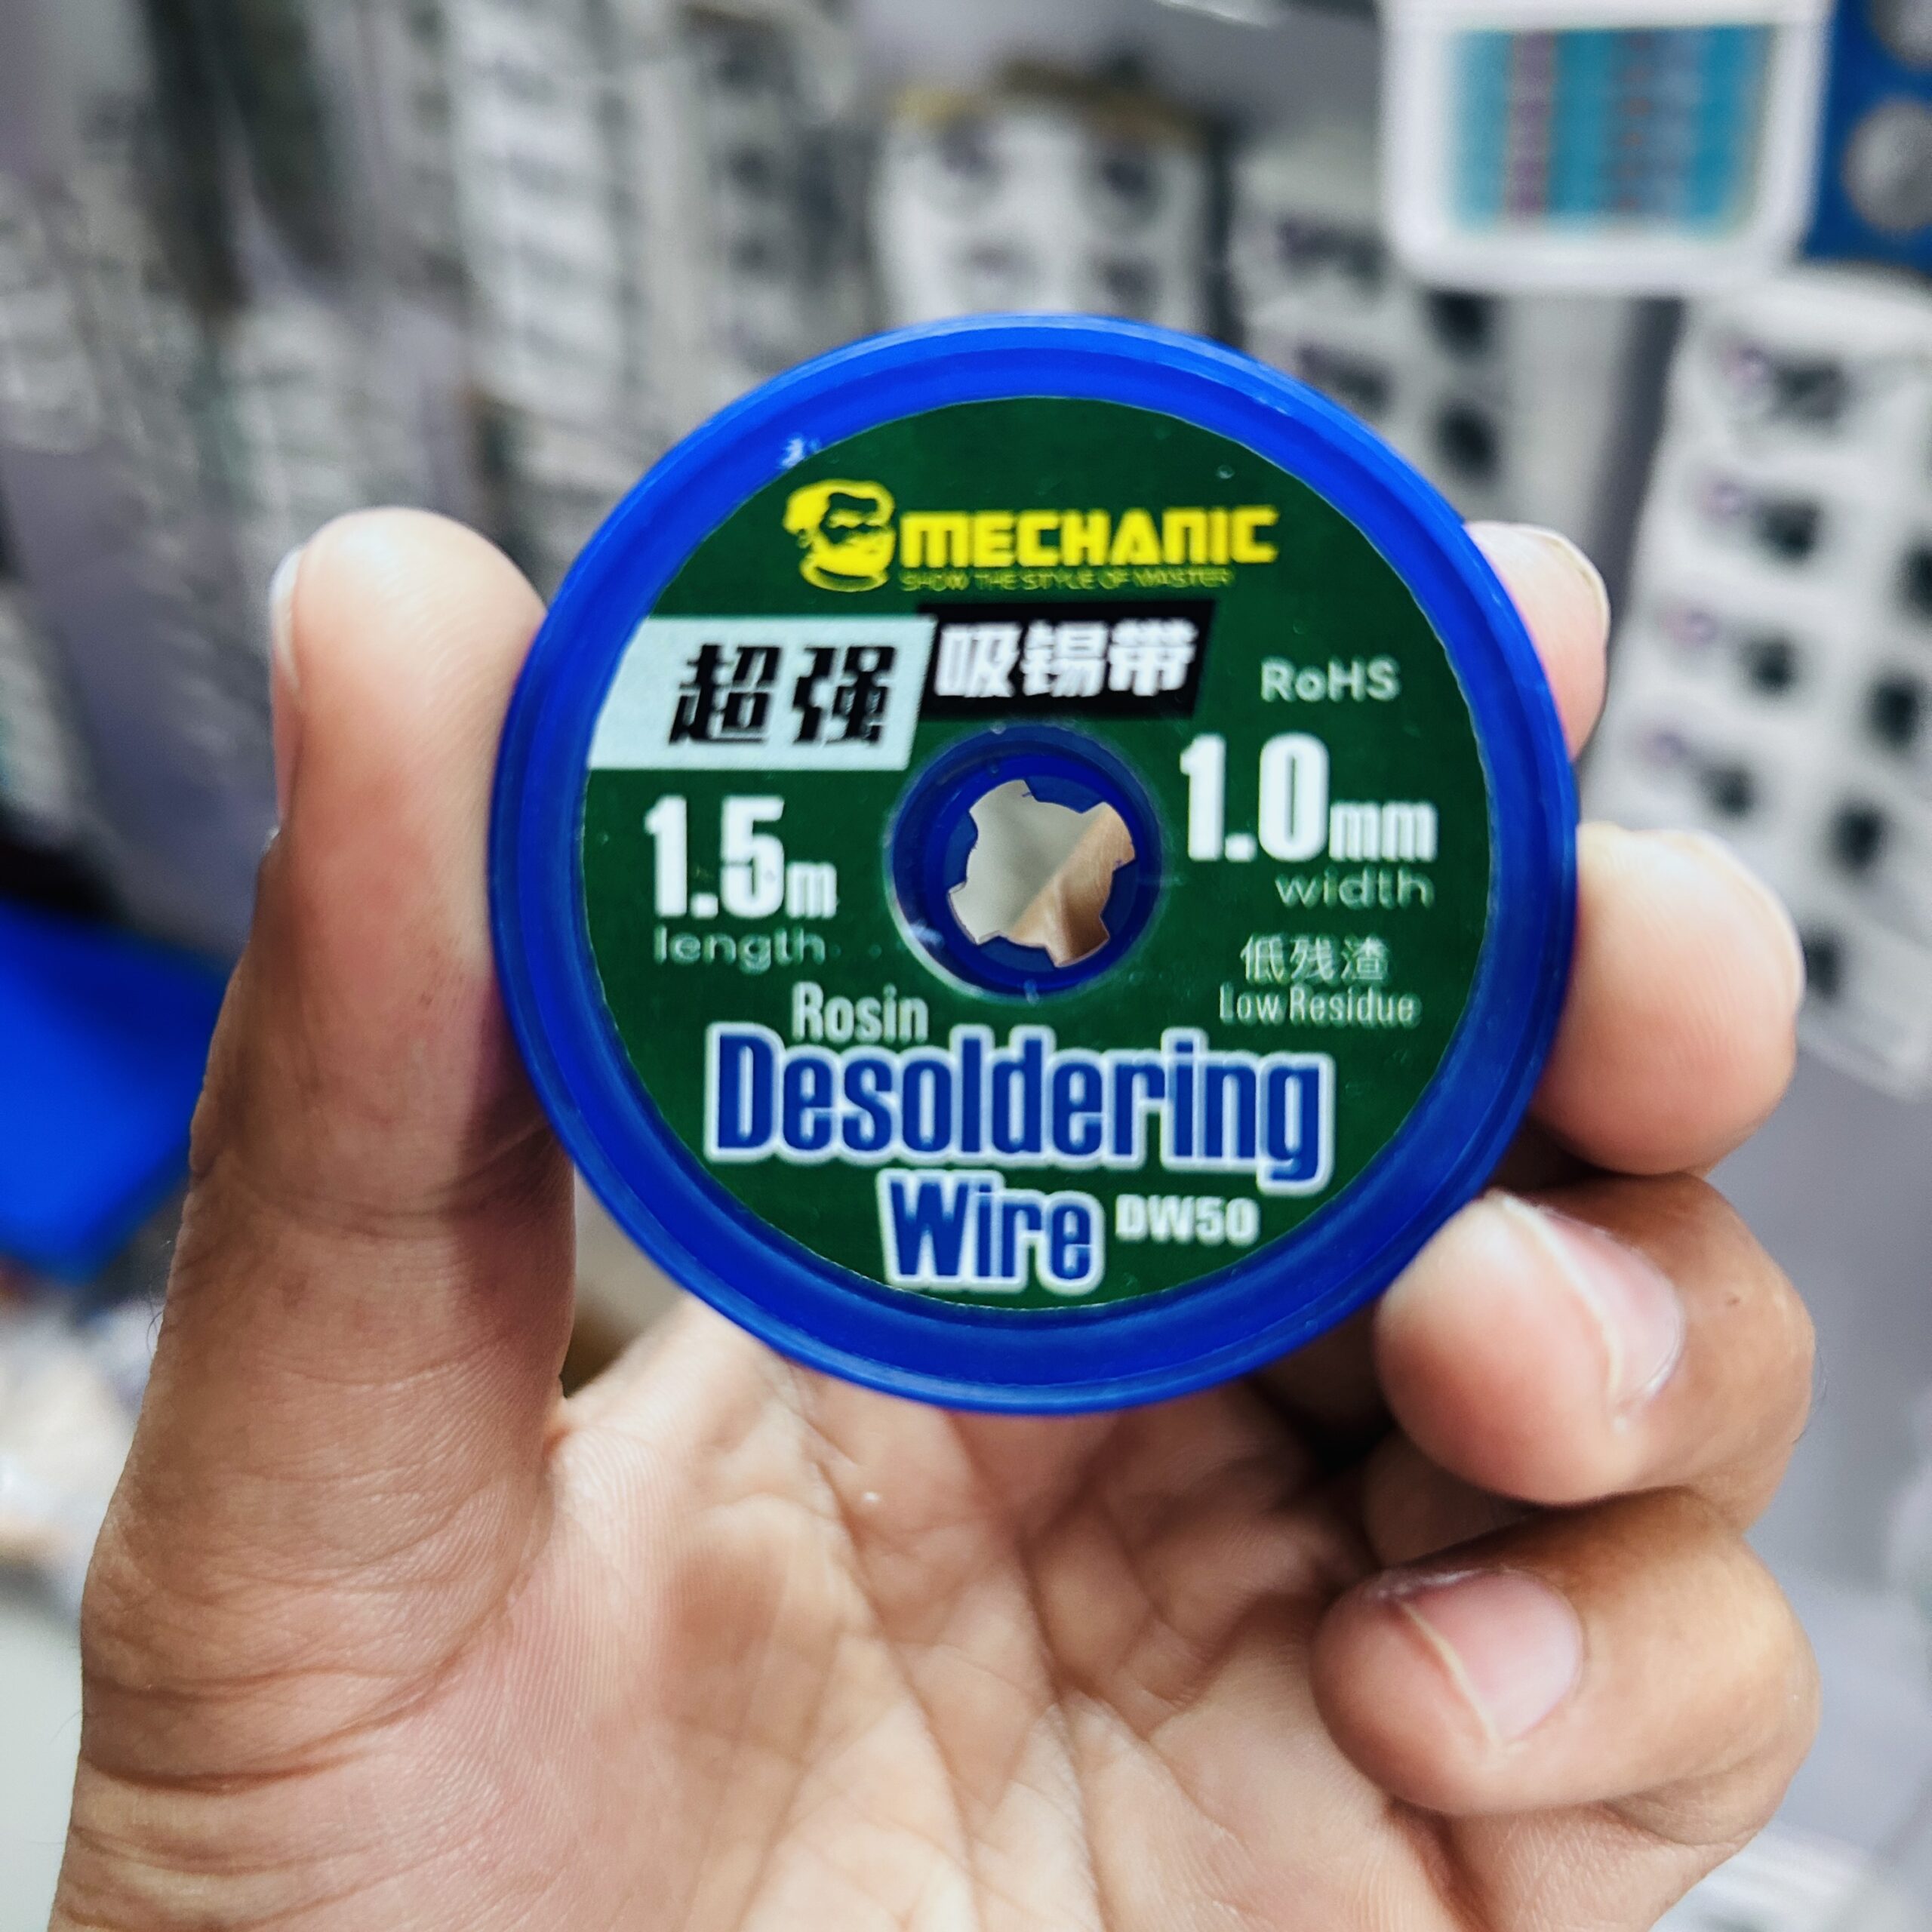 MECHANIC
SHOW THE STYLE OF MASTER
超强 吸锡带
RoHS
1.5m
length
1.0mm
width
低残渣
Low Residue
Rosin
Desoldering
Wire DW50